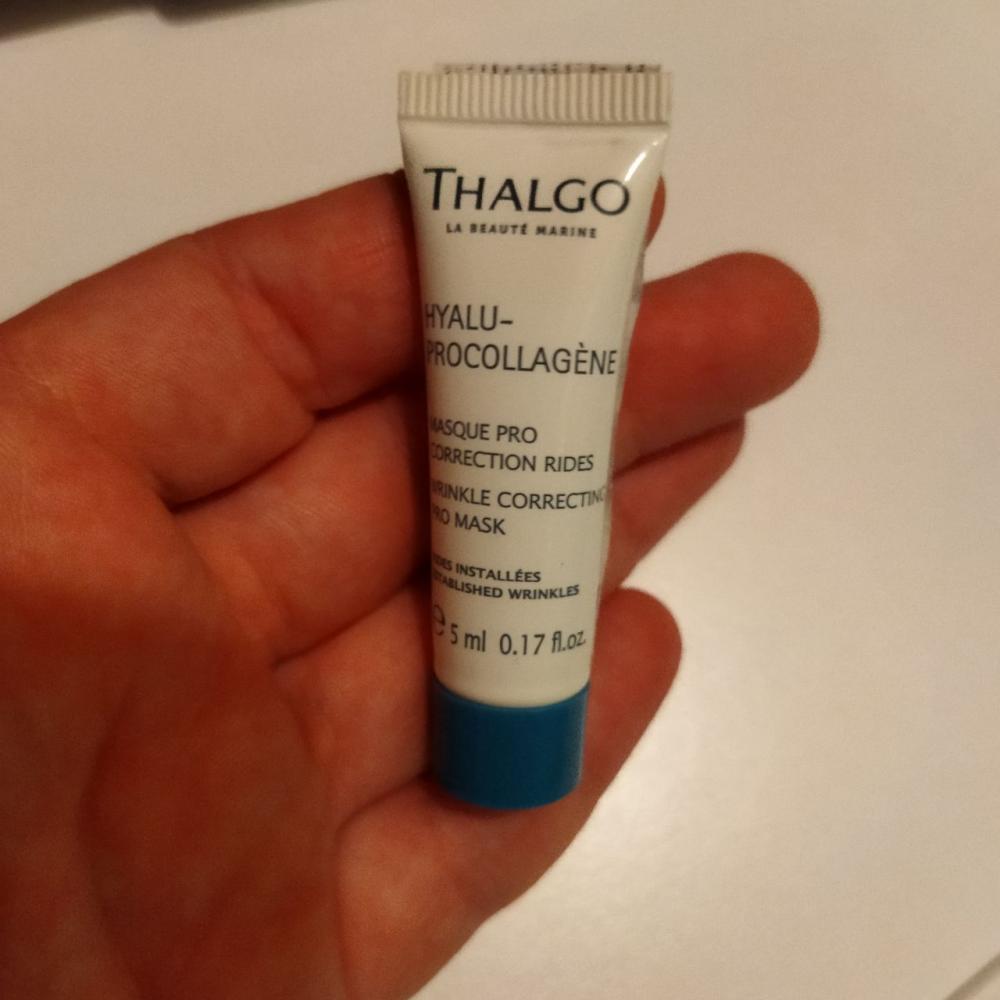 THALGO
LA BEAUTÉ MARINE
HYALU-
PROCOLLAGÈNE
MASQUE PRO
CORRECTION RIDES
WRINKLE CORRECTING
PRO MASK
RIDES INSTALLÉES
ESTABLISHED WRINKLES
e 5 ml 0.17 fl.oz.